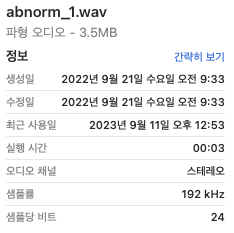 abnorm_1.wav
파형 오디오 - 3.5MB
정보 간략히 보기
생성일 2022년 9월 21일 수요일 오전 9:33
수정일 2022년 9월 21일 수요일 오전 9:33
최근 사용일 2023년 9월 11일 오후 12:53
실행 시간 00:03
오디오 채널 스테레오
샘플률 192 kHz
샘플당 비트 24